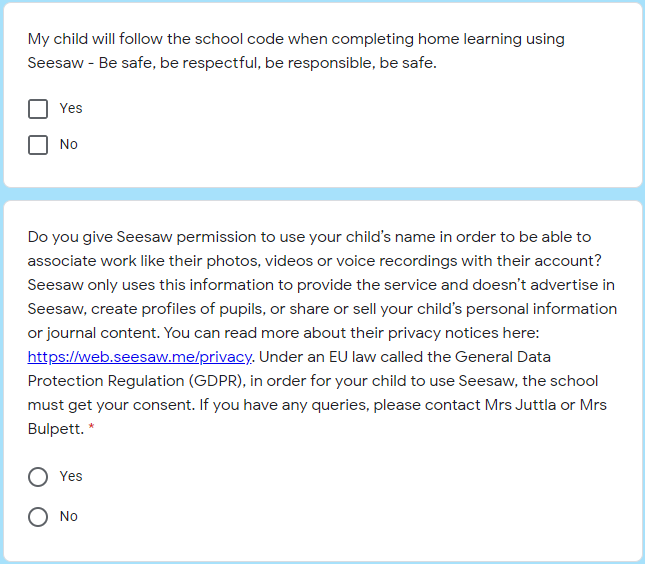 My child will follow the school code when completing home learning using
Seesaw - Be safe, be respectful, be responsible, be safe.
Yes
No
Do you give Seesaw permission to use your child's name in order to be able to
associate work like their photos, videos or voice recordings with their account?
Seesaw only uses this information to provide the service and doesn't advertise in
Seesaw, create profiles of pupils, or share or sell your child's personal information
or journal content. You can read more about their privacy notices here:
https://web.seesaw.me/privacy. Under an EU law called the General Data
Protection Regulation (GDPR), in order for your child to use Seesaw, the school
must get your consent. If you have any queries, please contact Mrs Juttla or Mrs
Bulpett. *
Yes
No